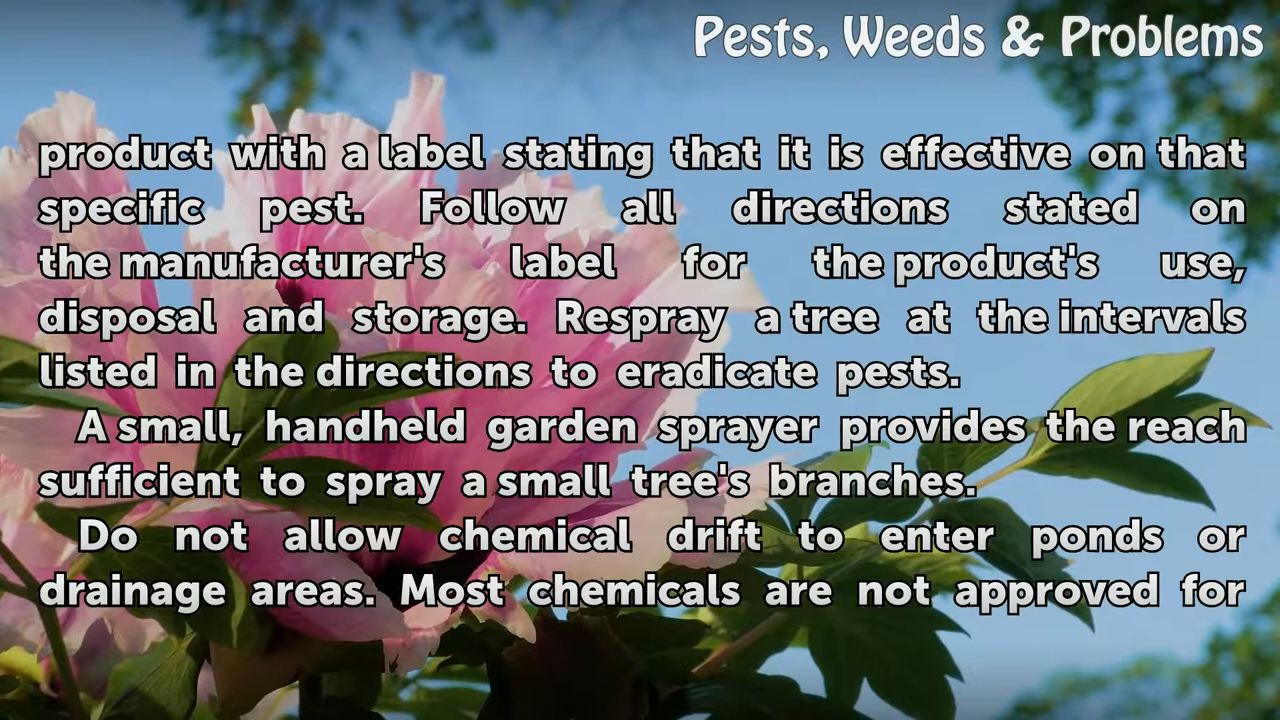 Pests, Weeds & Problems
product with a label stating that it is effective on that
specific pest. Follow all directions stated on
the manufacturer's label for the product's use,
disposal and storage. Respray a tree at the intervals
listed in the directions to eradicate pests.
A small, handheld garden sprayer provides the reach
sufficient to spray a small tree's branches.
Do not allow chemical drift to enter ponds or
drainage areas. Most chemicals are not approved for